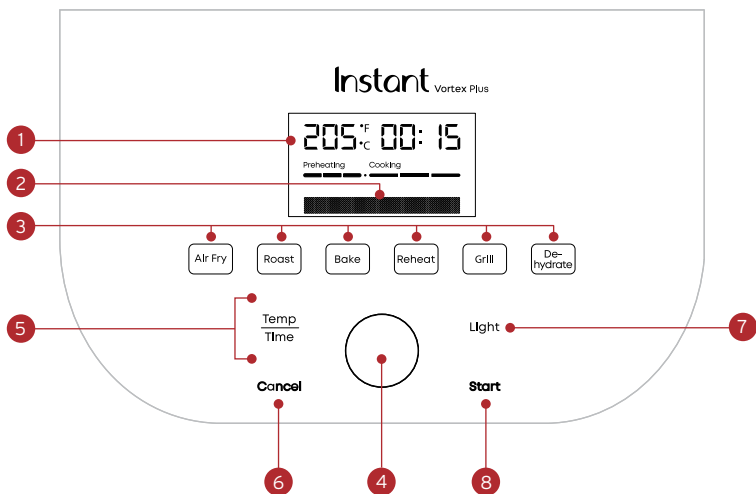 Instant Vortex Plus
1
205 °F °C 00:15
Preheating Cooking
2
3
Air Fry Roast Bake Reheat Grill De-
hydrate
5
Temp
Time
Light
7
Cancel
Start
6
4
8